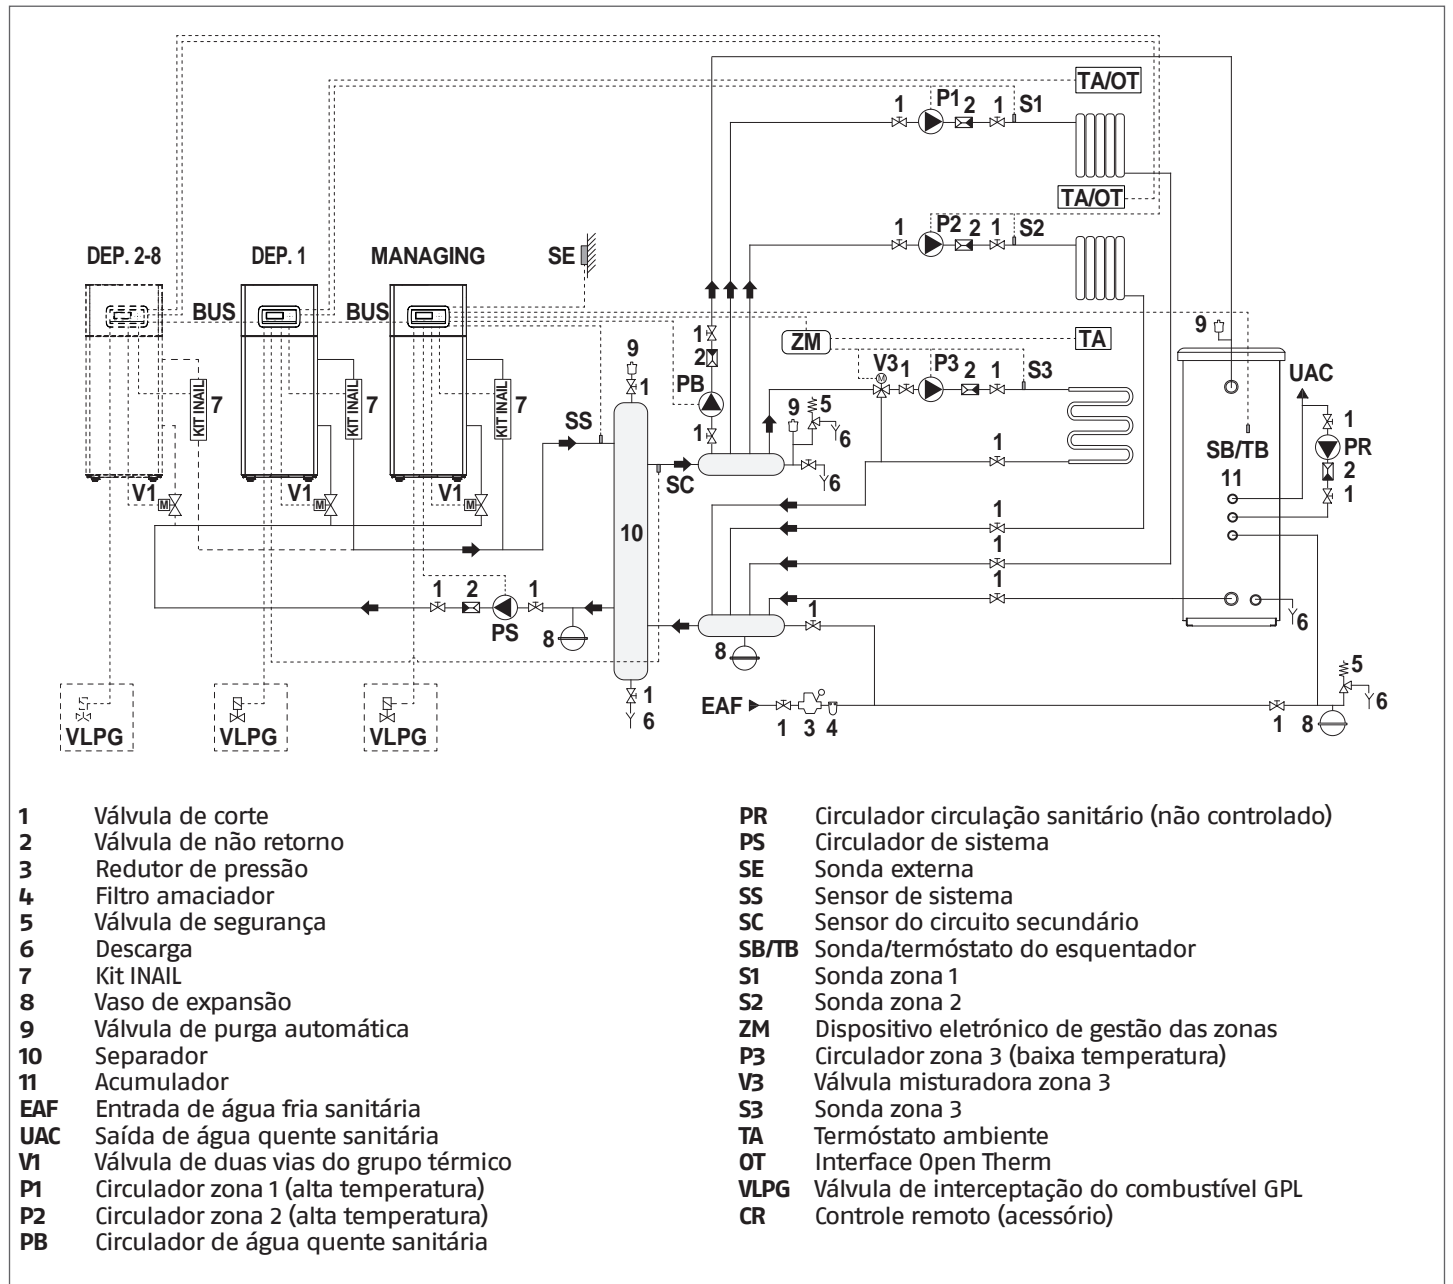 TA/OT
1 P1 2 1 S1
TA/OT
1 P2 2 1 S2
DEP. 2-8 DEP. 1 MANAGING SE
BUS BUS
1 ZM TA 9
2 V3 1 P3 2 1 S3
9 1 PB UAC
KIT INAIL 7 KIT INAIL 7 KIT INAIL 7
SS 1 9 5 6 1
SB/TB PR
SC 6 1 11 2
V1 M V1 M V1 M 1
10 1
1
1 2 1 1 1
PS 8 8 6
1 5
EAF 6
6 1 3 4 1 8
VLPG VLPG VLPG
1 Válvula de corte
2 Válvula de não retorno
3 Redutor de pressão
4 Filtro amaciador
5 Válvula de segurança
6 Descarga
7 Kit INAIL
8 Vaso de expansão
9 Válvula de purga automática
10 Separador
11 Acumulador
EAF Entrada de água fria sanitária
UAC Saída de água quente sanitária
V1 Válvula de duas vias do grupo térmico
P1 Circulador zona 1 (alta temperatura)
P2 Circulador zona 2 (alta temperatura)
PB Circulador de água quente sanitária
PR Circulador circulação sanitário (não controlado)
PS Circulador de sistema
SE Sonda externa
SS Sensor de sistema
SC Sensor do circuito secundário
SB/TB Sonda/termóstato do esquentador
S1 Sonda zona 1
S2 Sonda zona 2
ZM Dispositivo eletrónico de gestão das zonas
P3 Circulador zona 3 (baixa temperatura)
V3 Válvula misturadora zona 3
S3 Sonda zona 3
TA Termóstato ambiente
OT Interface Open Therm
VLPG Válvula de interceptação do combustível GPL
CR Controle remoto (acessório)